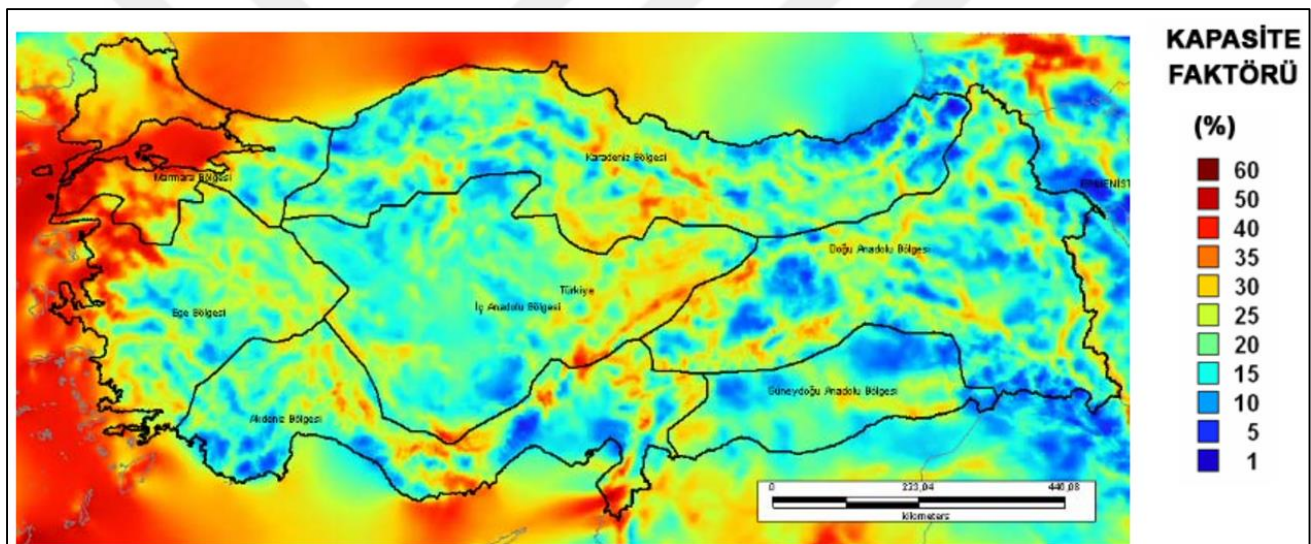 KAPASİTE
FAKTÖRÜ
(%)
60
50
40
35
30
25
20
15
10
5
1
Karadeniz Bölgesi
Marmara Bölgesi
Doğu Anadolu Bölgesi
Türkiye
İç Anadolu Bölgesi
Ege Bölgesi
Güneydoğu Anadolu Bölgesi
Akdeniz Bölgesi
0 223,04 446,08
kilometers